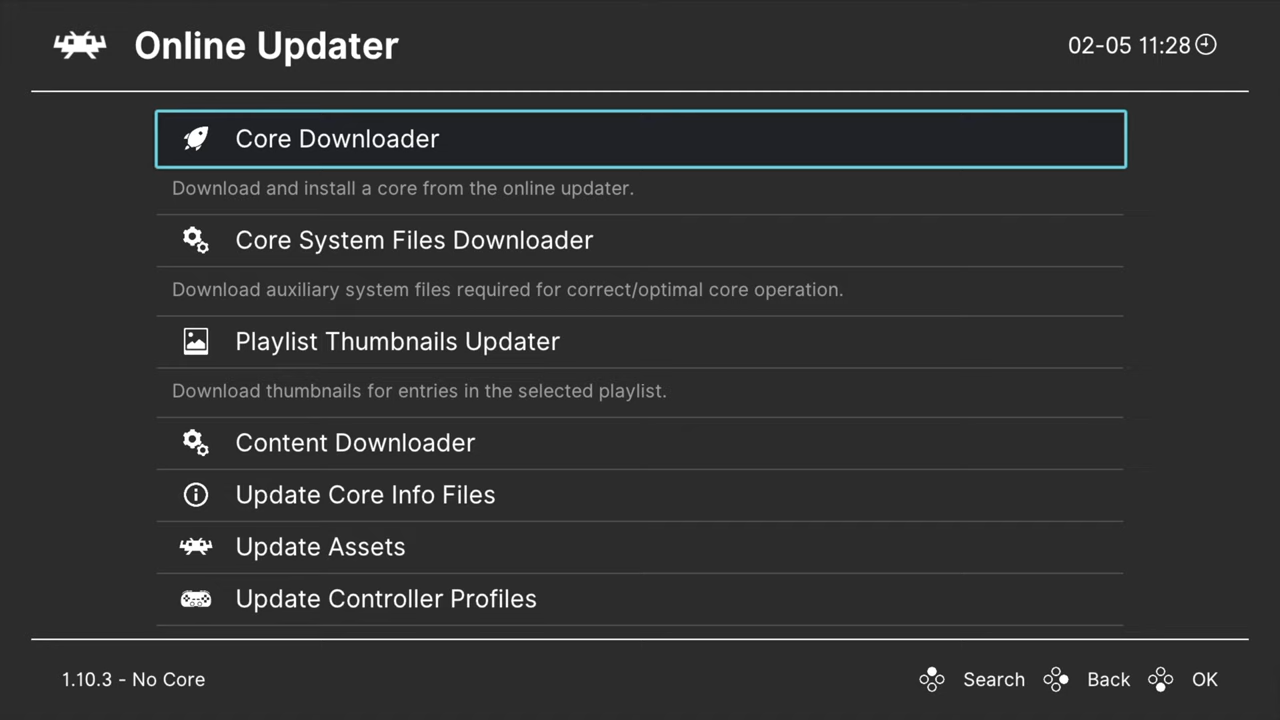 Online Updater
02-05 11:28
Core Downloader
Download and install a core from the online updater.
Core System Files Downloader
Download auxiliary system files required for correct/optimal core operation.
Playlist Thumbnails Updater
Download thumbnails for entries in the selected playlist.
Content Downloader
Update Core Info Files
Update Assets
Update Controller Profiles
1.10.3 - No Core
Search
Back
OK